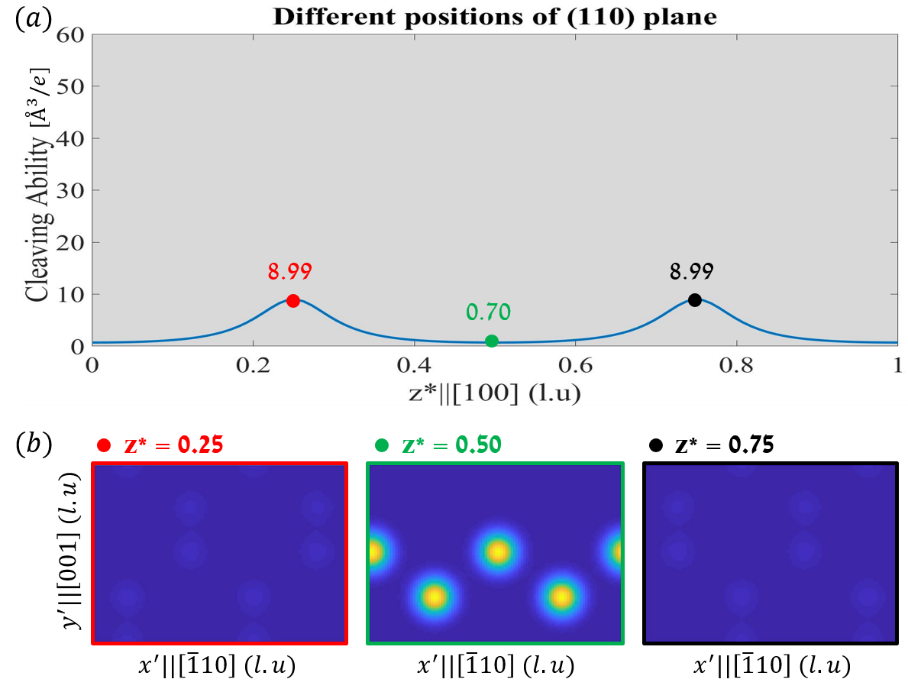 (a) Different positions of (110) plane
Cleaving Ability [Å³/e]
60
50
40
30
20
10
0
8.99
0.70
8.99
0 0.2 0.4 0.6 0.8 1
z*||[100] (l.u)
(b) z* = 0.25 z* = 0.50 z* = 0.75
y′||[001] (l.u)
x′||[1̅10] (l.u) x′||[1̅10] (l.u) x′||[1̅10] (l.u)